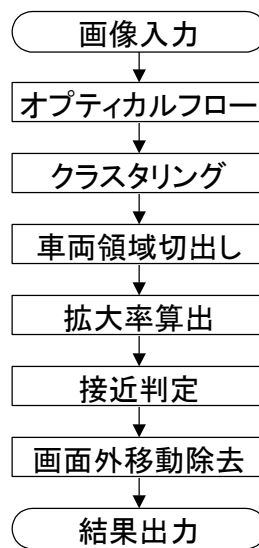 画像入力
オプティカルフロー
クラスタリング
車両領域切出し
拡大率算出
接近判定
画面外移動除去
結果出力